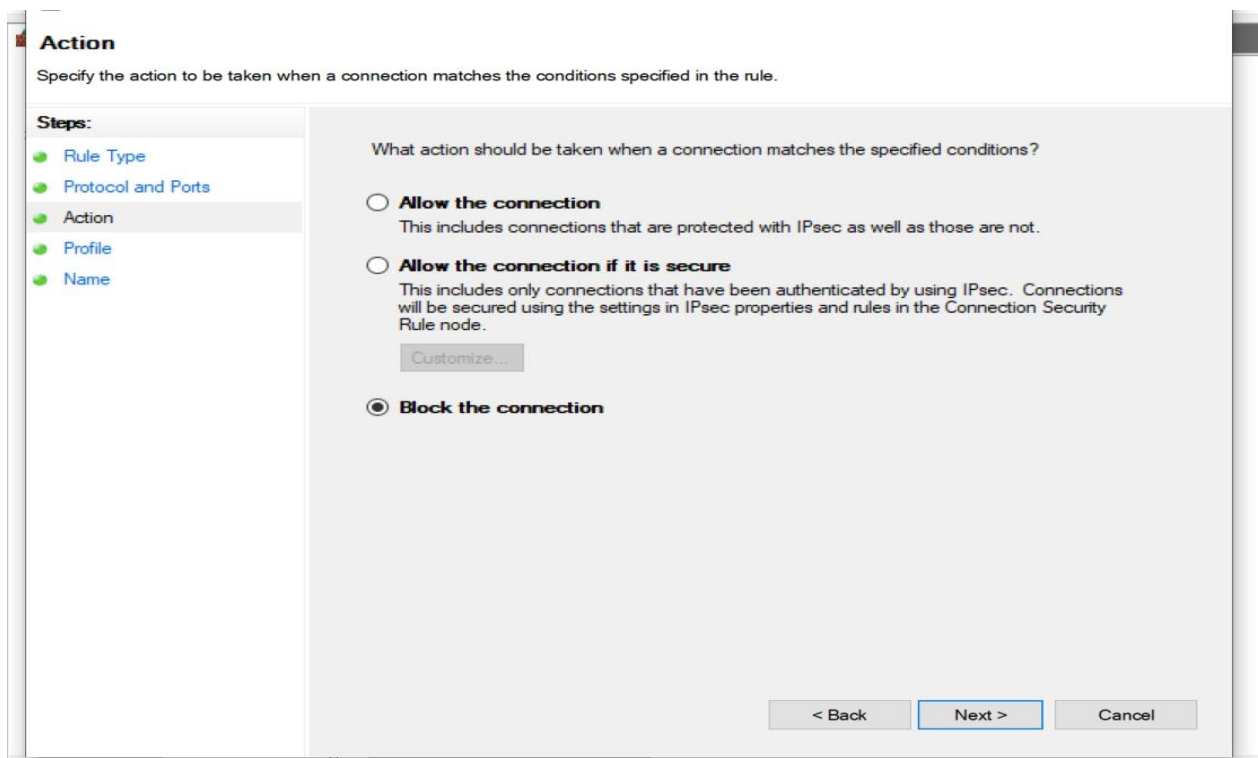 Action
Specify the action to be taken when a connection matches the conditions specified in the rule.
Steps:
Rule Type
Protocol and Ports
Action
Profile
Name
What action should be taken when a connection matches the specified conditions?
Allow the connection
This includes connections that are protected with IPsec as well as those are not.
Allow the connection if it is secure
This includes only connections that have been authenticated by using IPsec. Connections
will be secured using the settings in IPsec properties and rules in the Connection Security
Rule node.
Customize...
Block the connection
< Back
Next >
Cancel